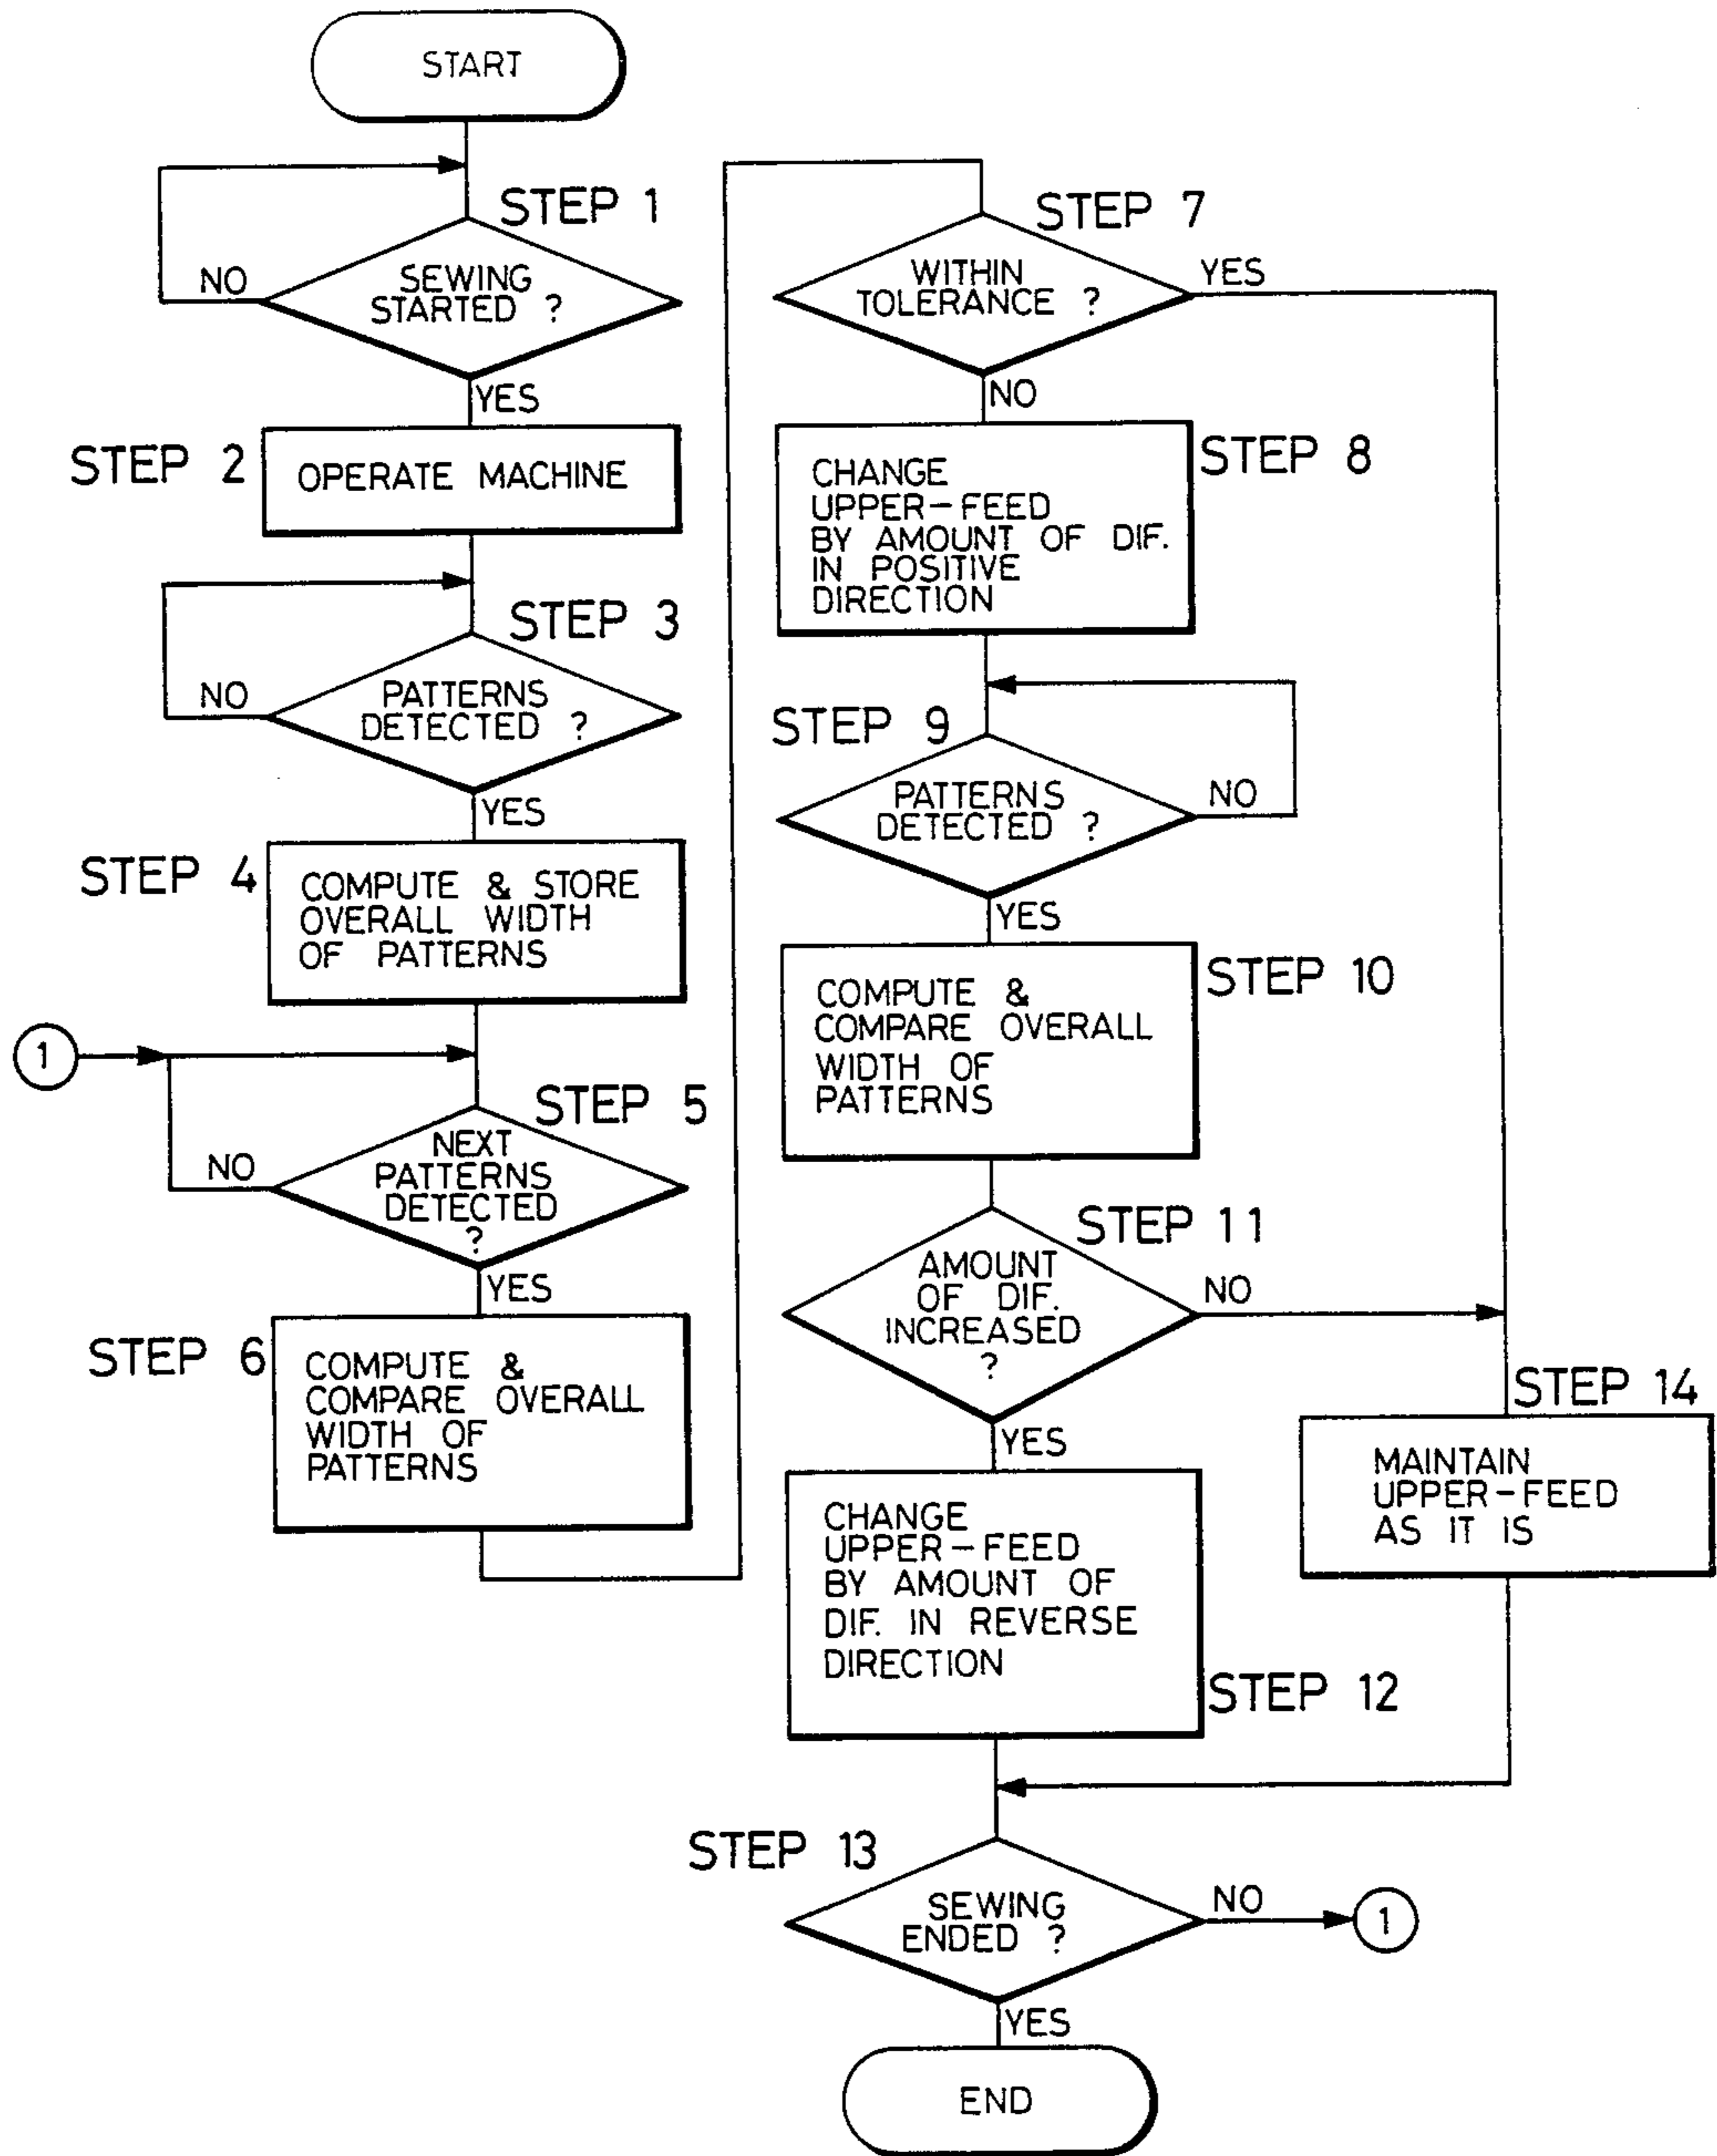 START
STEP 1
NO
SEWING
STARTED ?
YES
STEP 2
OPERATE MACHINE
STEP 3
NO
PATTERNS
DETECTED ?
YES
STEP 4
COMPUTE & STORE
OVERALL WIDTH
OF PATTERNS
1
STEP 5
NO
NEXT
PATTERNS
DETECTED
?
YES
STEP 6
COMPUTE &
COMPARE OVERALL
WIDTH OF
PATTERNS
STEP 7
WITHIN
TOLERANCE ?
YES
NO
STEP 8
CHANGE
UPPER-FEED
BY AMOUNT OF DIF.
IN POSITIVE
DIRECTION
STEP 9
PATTERNS
DETECTED ?
NO
YES
STEP 10
COMPUTE &
COMPARE OVERALL
WIDTH OF
PATTERNS
STEP 11
AMOUNT
OF DIF.
INCREASED
?
NO
YES
STEP 14
MAINTAIN
UPPER-FEED
AS IT IS
CHANGE
UPPER-FEED
BY AMOUNT OF
DIF. IN REVERSE
DIRECTION
STEP 12
STEP 13
SEWING
ENDED ?
NO
1
YES
END